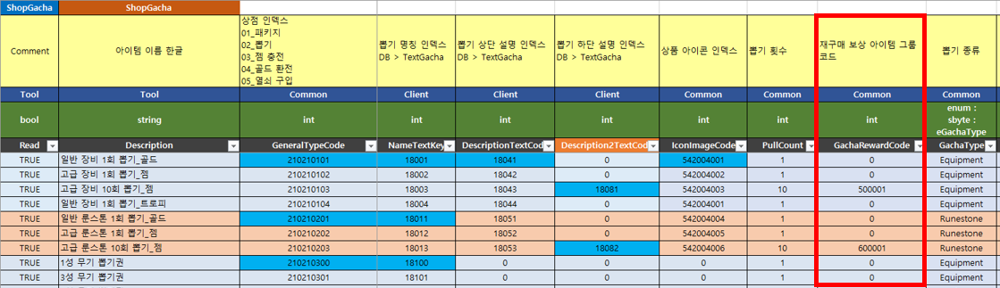 ShopGacha ShopGacha
Comment 아이템 이름 한글 상점 인덱스
01_패키지
02_뽑기
03_젬 충전
04_골드 환전
05_열쇠 구입 뽑기 명칭 인덱스
DB > TextGacha 뽑기 상단 설명 인덱스
DB > TextGacha 뽑기 하단 설명 인덱스
DB > TextGacha 상품 아이콘 인덱스 뽑기 횟수 재구매 보상 아이템 그룹
코드 뽑기 종류
Tool Tool Common Client Client Client Common Common Common Common
bool string int int int int int int int enum :
sbyte :
eGachaType
Read Description GeneralTypeCode NameTextKey DescriptionTextCod Description2TextCod IconImageCode PullCount GachaRewardCode GachaType
TRUE 일반 장비 1회 뽑기_골드 210210101 18001 18041 0 542004001 1 0 Equipment
TRUE 고급 장비 1회 뽑기_젬 210210102 18002 18042 0 542004002 1 0 Equipment
TRUE 고급 장비 10회 뽑기_젬 210210103 18003 18043 18081 542004003 10 500001 Equipment
TRUE 일반 장비 1회 뽑기_트로피 210210104 18004 18044 0 542004001 1 0 Equipment
TRUE 일반 룬스톤 1회 뽑기_골드 210210201 18011 18051 0 542004004 1 0 Runestone
TRUE 고급 룬스톤 1회 뽑기_젬 210210202 18012 18052 0 542004005 1 0 Runestone
TRUE 고급 룬스톤 10회 뽑기_젬 210210203 18013 18053 18082 542004006 10 600001 Runestone
TRUE 1성 무기 뽑기권 210210300 18100 0 0 0 1 0 Equipment
TRUE 3성 무기 뽑기권 210210301 18101 0 0 0 1 0 Equipment